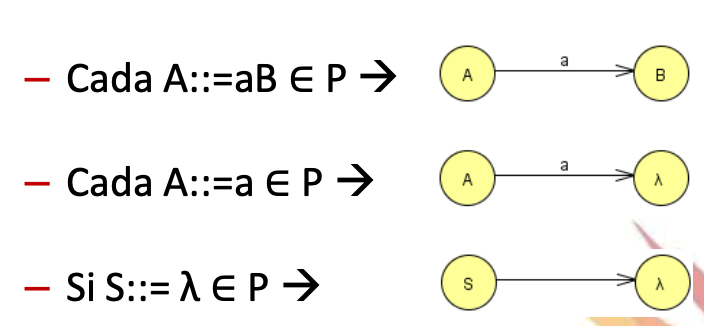 – Cada A::=aB ∈ P → A a B
– Cada A::=a ∈ P → A a λ
– Si S::= λ ∈ P → S λ